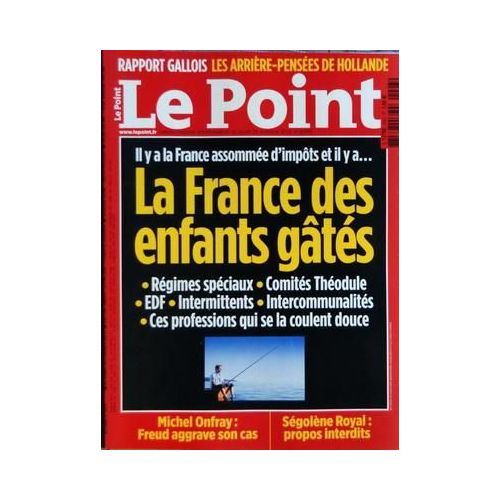 RAPPORT GALLOIS LES ARRIÈRE-PENSÉES DE HOLLANDE
Le Point
Le Point
www.lepoint.fr
Il y a la France assommée d'impôts et il y a...
La France des
enfants gâtés
• Régimes spéciaux • Comités Théodule
• EDF • Intermittents • Intercommunalités
• Ces professions qui se la coulent douce
Michel Onfray :
Freud aggrave son cas
Ségolène Royal :
propos interdits